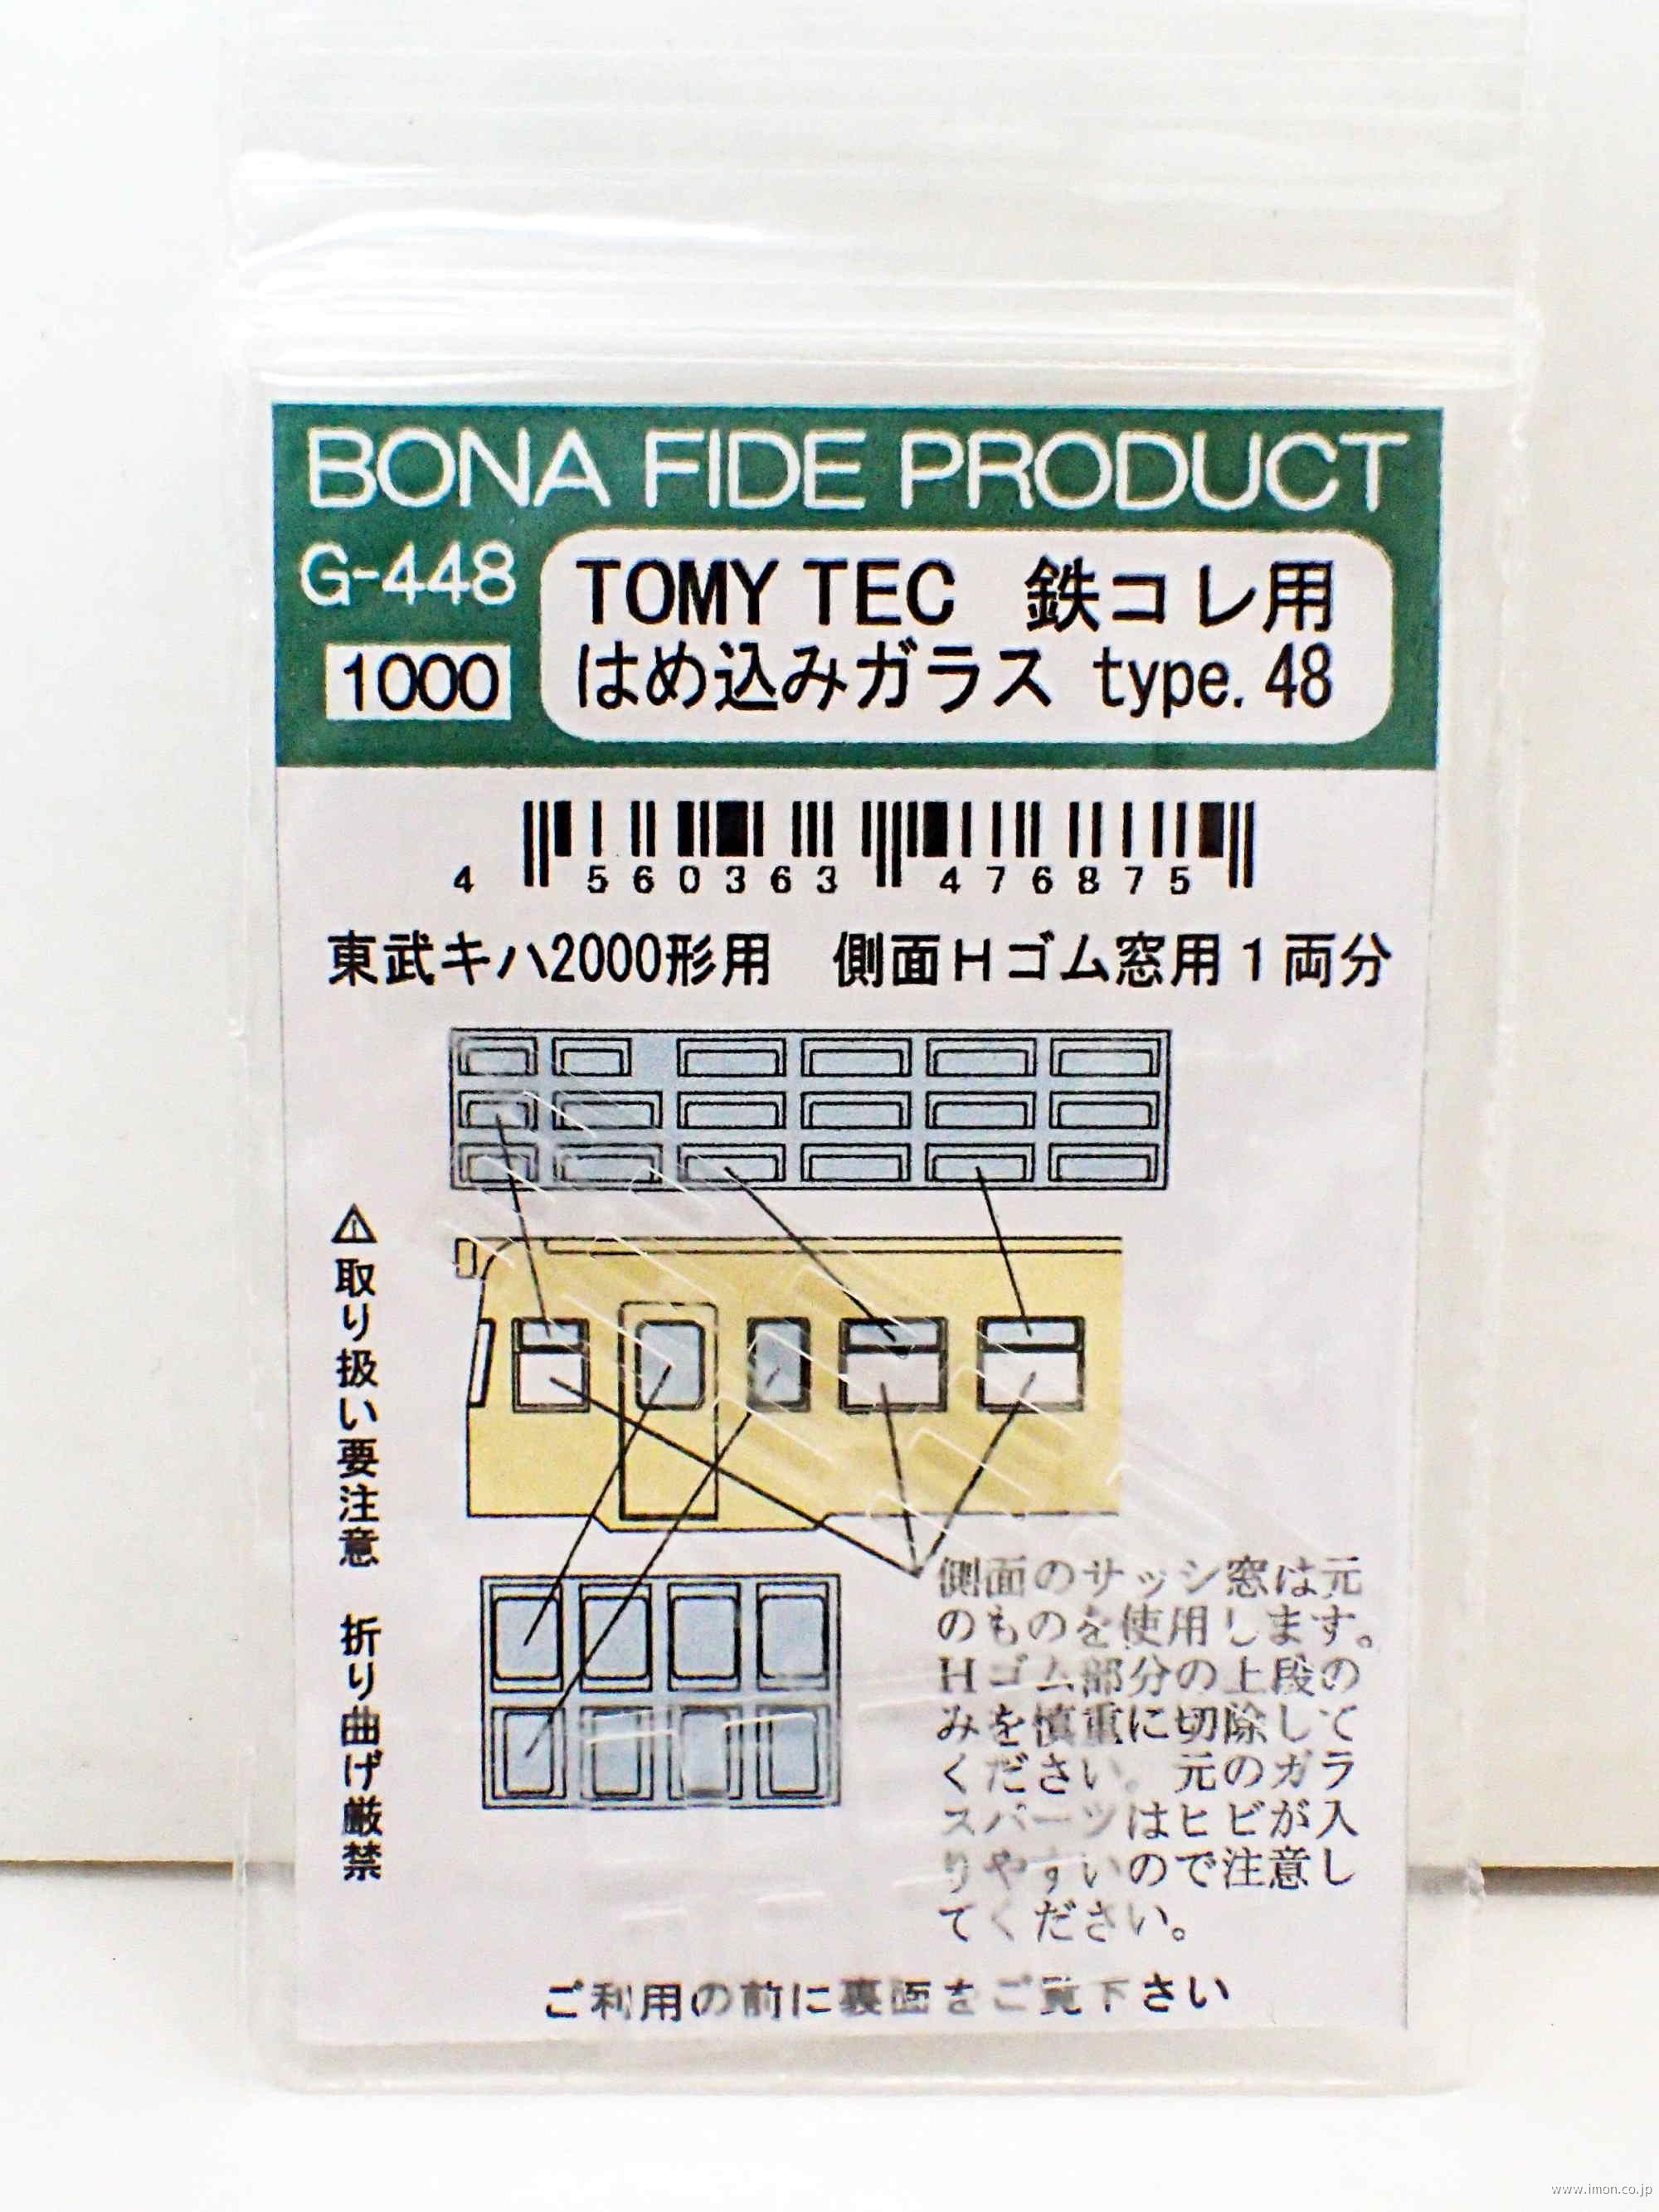 BONA FIDE PRODUCT
G-448
1000
TOMY TEC 鉄コレ用
はめ込みガラス type.48
4 560363 476875
東武キハ2000形用　側面Hゴム窓用1両分
⚠取り扱い要注意　折り曲げ厳禁
側面のサッシ窓は元
のものを使用します。
Hゴム部分の上段の
みを慎重に切除して
ください。元のガラ
スパーツはヒビが入
りやすいので注意し
てください。
ご利用の前に裏面をご覧下さい
www.imon.co.jp